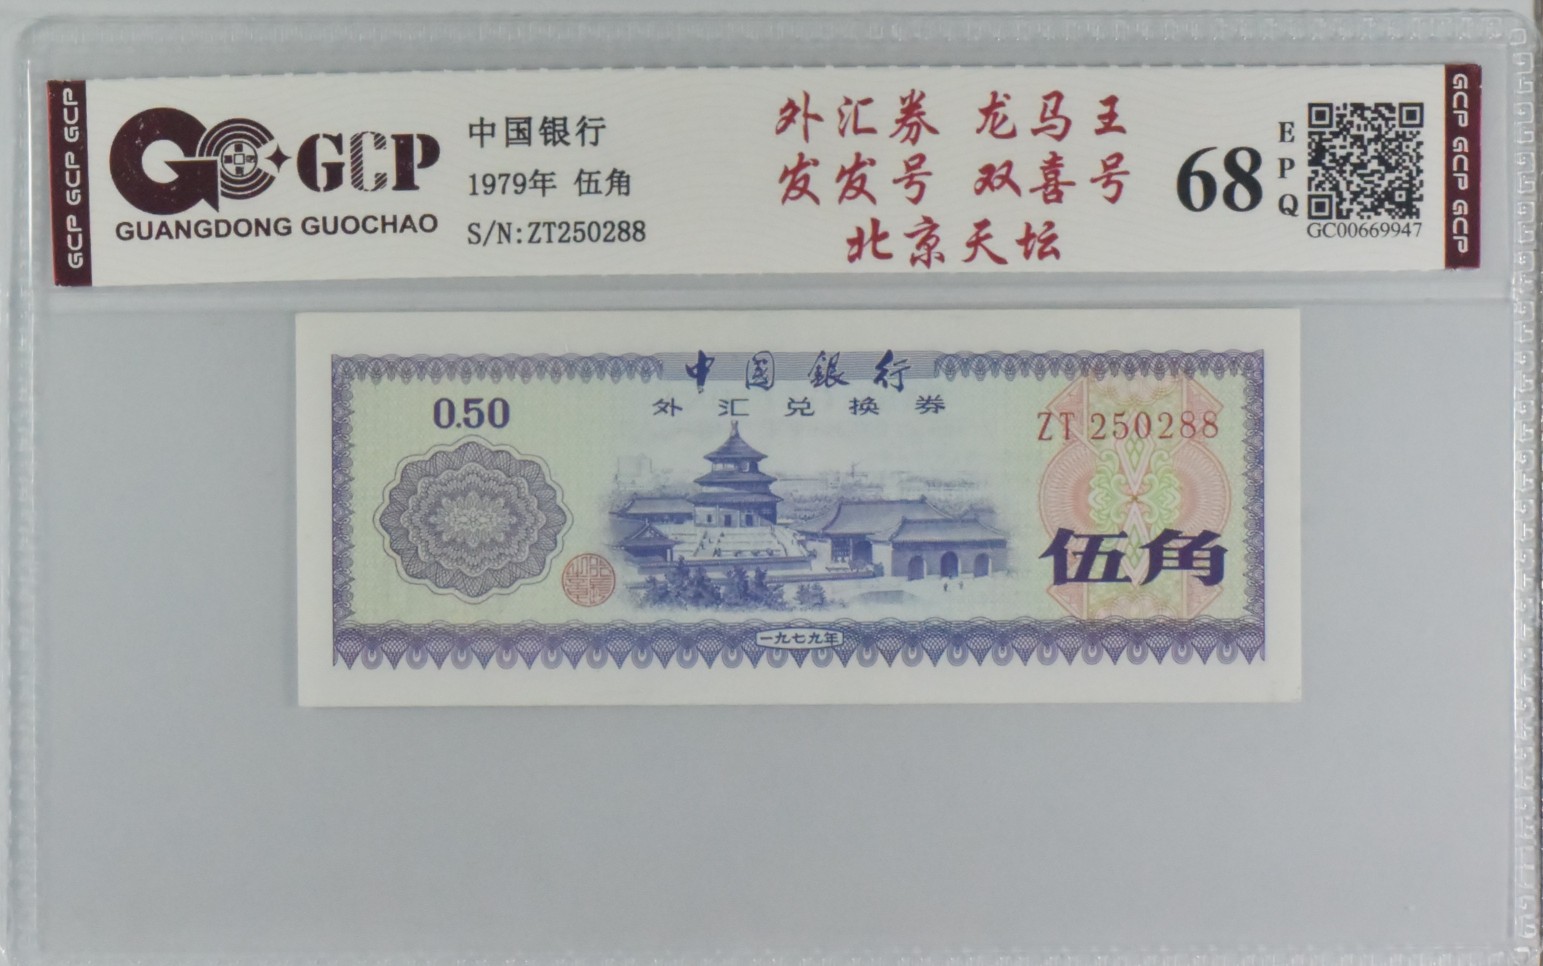 GCP
GUANGDONG GUOCHAO
中国银行
1979年 伍角
S/N:ZT250288
外汇券 龙马王
发发号 双喜号
北京天坛
68
EPQ
GC00669947
GCP GCP GCP
GCP GCP GCP
中國銀行
外汇兑换券
0.50
ZT 250288
伍角
一九七九年